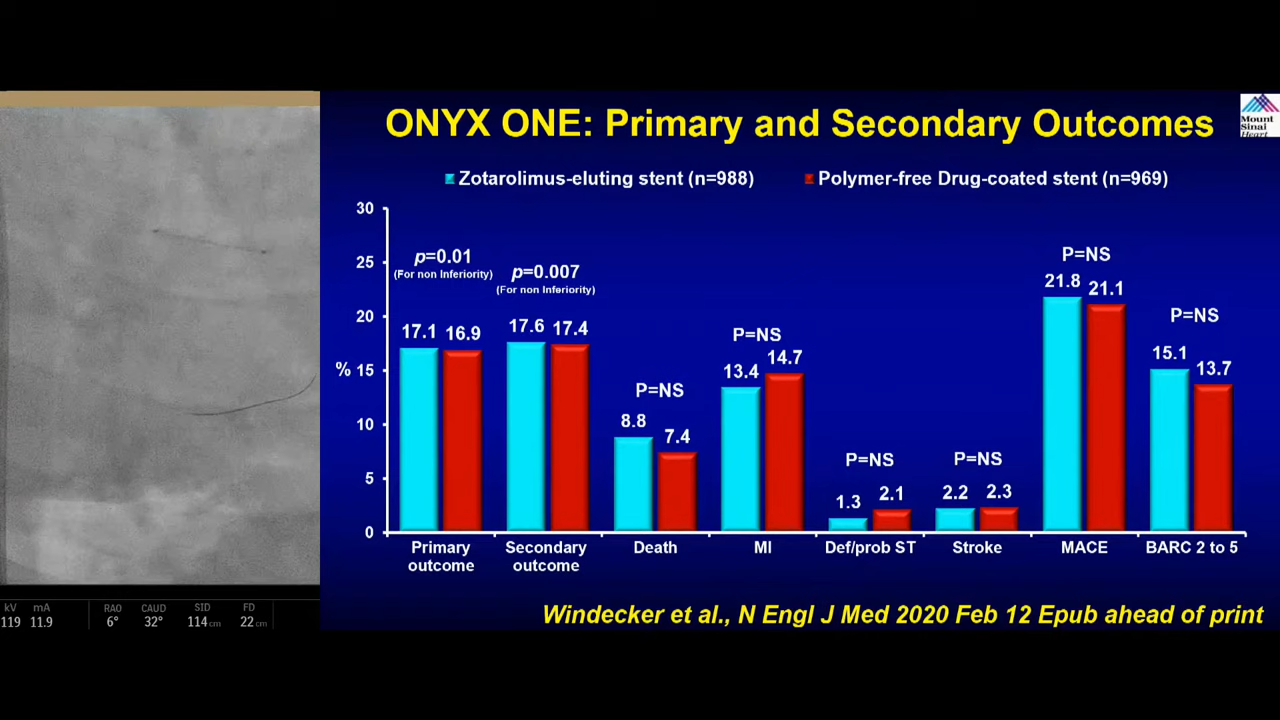 ONYX ONE: Primary and Secondary Outcomes
Mount
Sinai
Heart
Zotarolimus-eluting stent (n=988)
Polymer-free Drug-coated stent (n=969)
30
25
20
% 15
10
5
0
p=0.01
(For non Inferiority)
17.1 16.9
p=0.007
(For non Inferiority)
17.6 17.4
P=NS
8.8 7.4
P=NS
13.4 14.7
P=NS
1.3 2.1
P=NS
2.2 2.3
P=NS
21.8 21.1
P=NS
15.1 13.7
Primary
outcome
Secondary
outcome
Death
MI
Def/prob ST
Stroke
MACE
BARC 2 to 5
Windecker et al., N Engl J Med 2020 Feb 12 Epub ahead of print
kV mA RAO CAUD SID FD
119 11.9 6° 32° 114 cm 22 cm